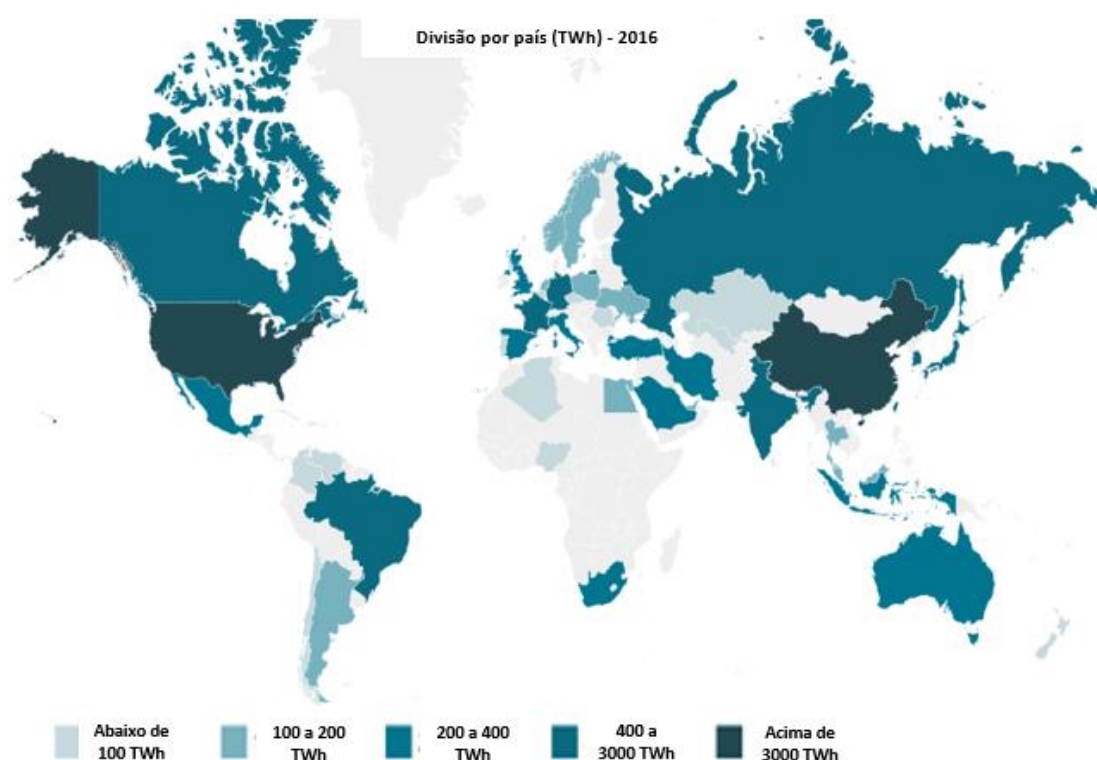 Divisão por país (TWh) - 2016
Abaixo de
100 TWh
100 a 200
TWh
200 a 400
TWh
400 a
3000 TWh
Acima de
3000 TWh